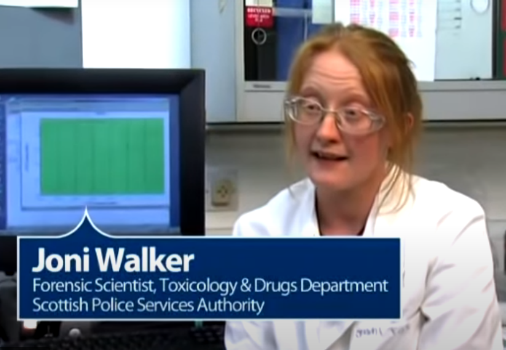 Joni Walker
Forensic Scientist, Toxicology & Drugs Department
Scottish Police Services Authority